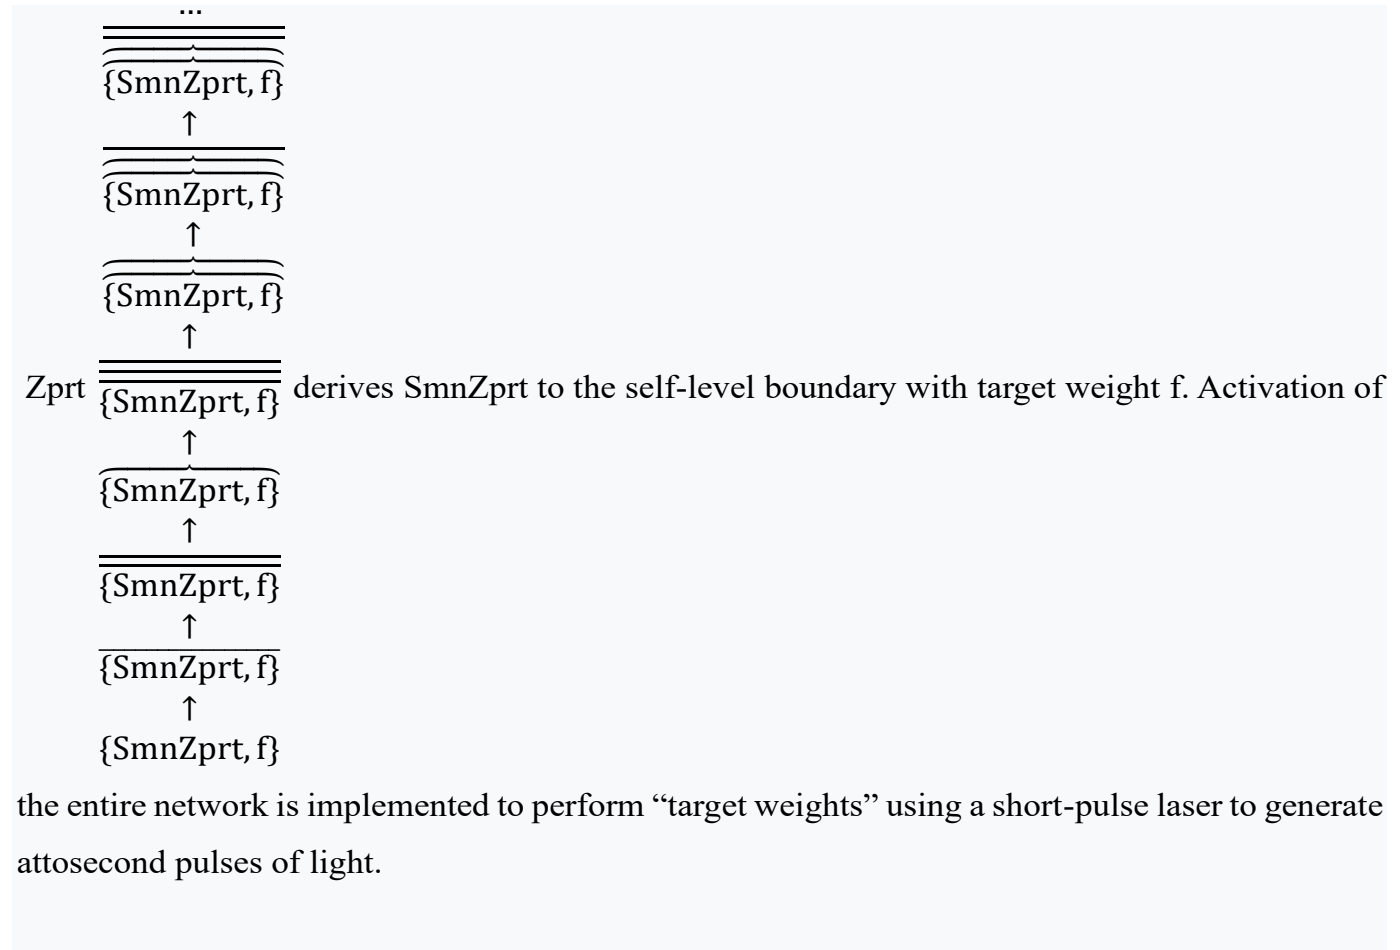 ...
{SmnZprt, f}
↑
{SmnZprt, f}
↑
{SmnZprt, f}
↑
Zprt {SmnZprt, f} derives SmnZprt to the self-level boundary with target weight f. Activation of
↑
{SmnZprt, f}
↑
{SmnZprt, f}
↑
{SmnZprt, f}
↑
{SmnZprt, f}
the entire network is implemented to perform “target weights” using a short-pulse laser to generate
attosecond pulses of light.